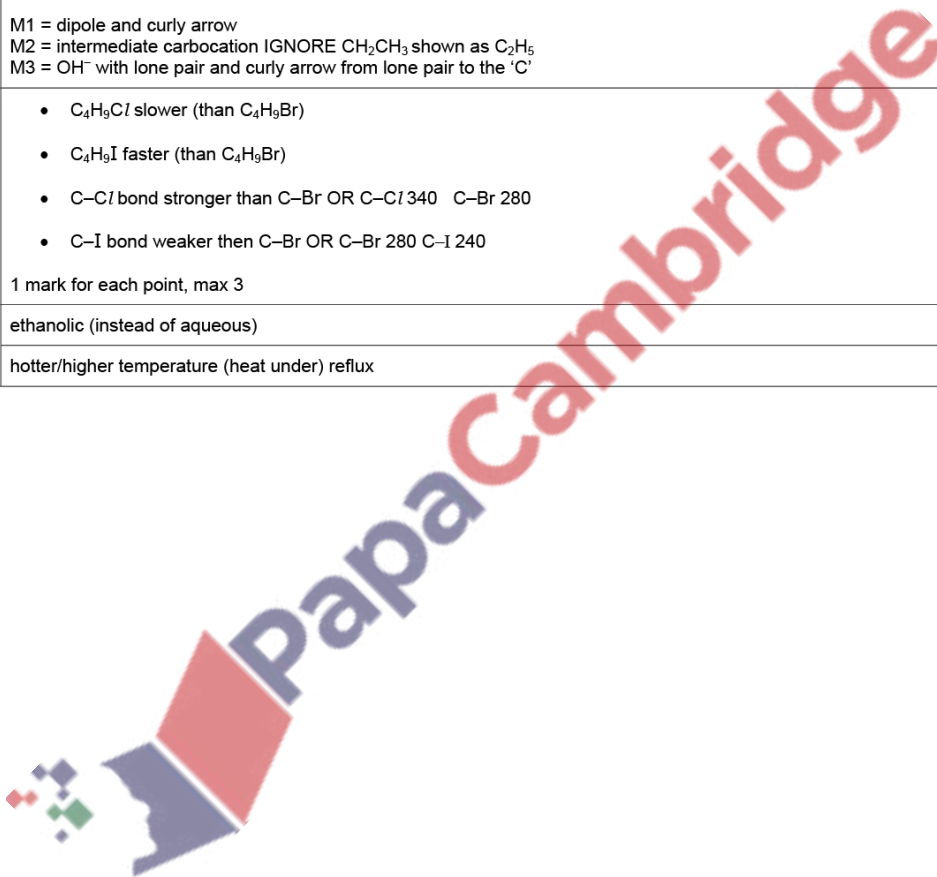 M1 = dipole and curly arrow
M2 = intermediate carbocation IGNORE CH₂CH₃ shown as C₂H₅
M3 = OH⁻ with lone pair and curly arrow from lone pair to the ‘C’
• C₄H₉Cl slower (than C₄H₉Br)
• C₄H₉I faster (than C₄H₉Br)
• C–Cl bond stronger than C–Br OR C–Cl 340 C–Br 280
• C–I bond weaker then C–Br OR C–Br 280 C–I 240
1 mark for each point, max 3
ethanolic (instead of aqueous)
hotter/higher temperature (heat under) reflux
PapaCambridge